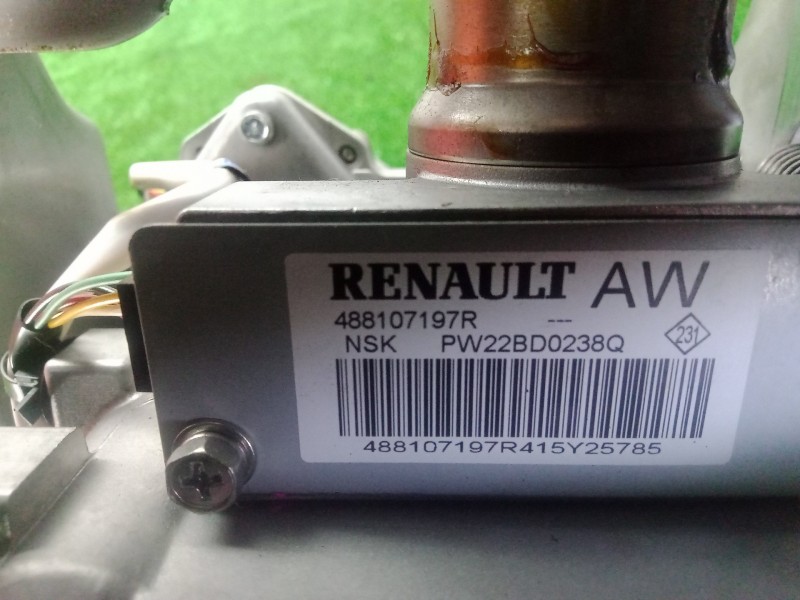 RENAULT AW
488107197R ---
231
NSK PW22BD0238Q
488107197R415Y25785